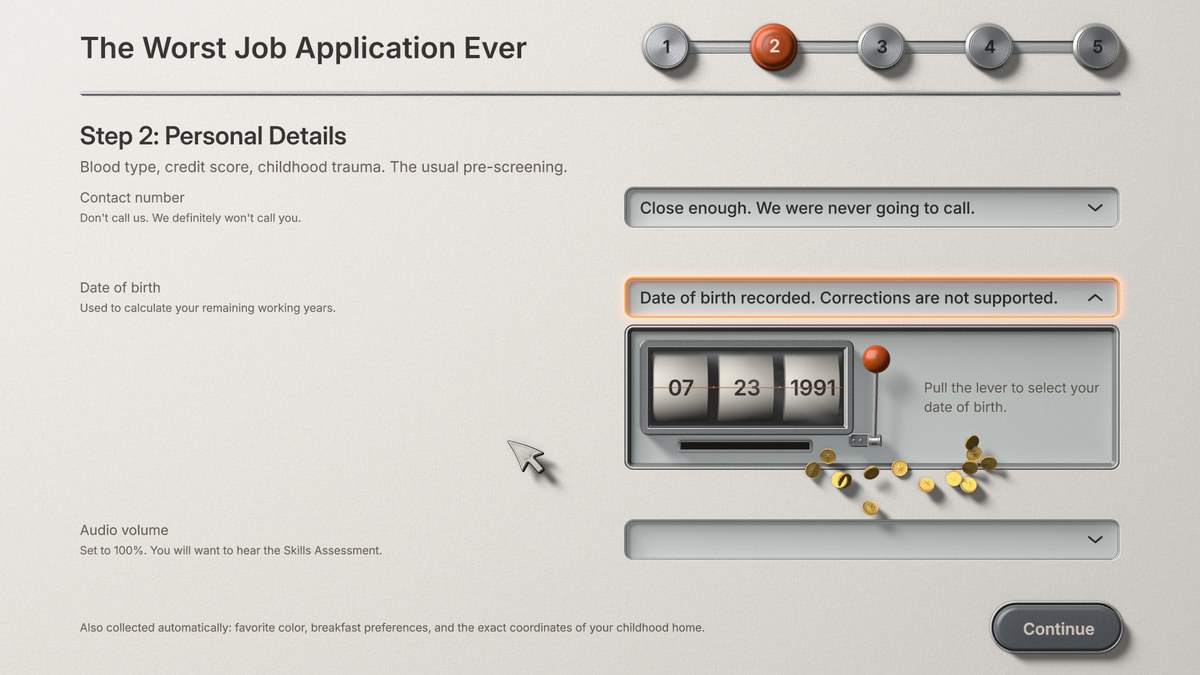 The Worst Job Application Ever
1 2 3 4 5
Step 2: Personal Details
Blood type, credit score, childhood trauma. The usual pre-screening.
Contact number
Don't call us. We definitely won't call you.
Close enough. We were never going to call.
Date of birth
Used to calculate your remaining working years.
Date of birth recorded. Corrections are not supported.
07 23 1991
Pull the lever to select your
date of birth.
Audio volume
Set to 100%. You will want to hear the Skills Assessment.
Also collected automatically: favorite color, breakfast preferences, and the exact coordinates of your childhood home.
Continue